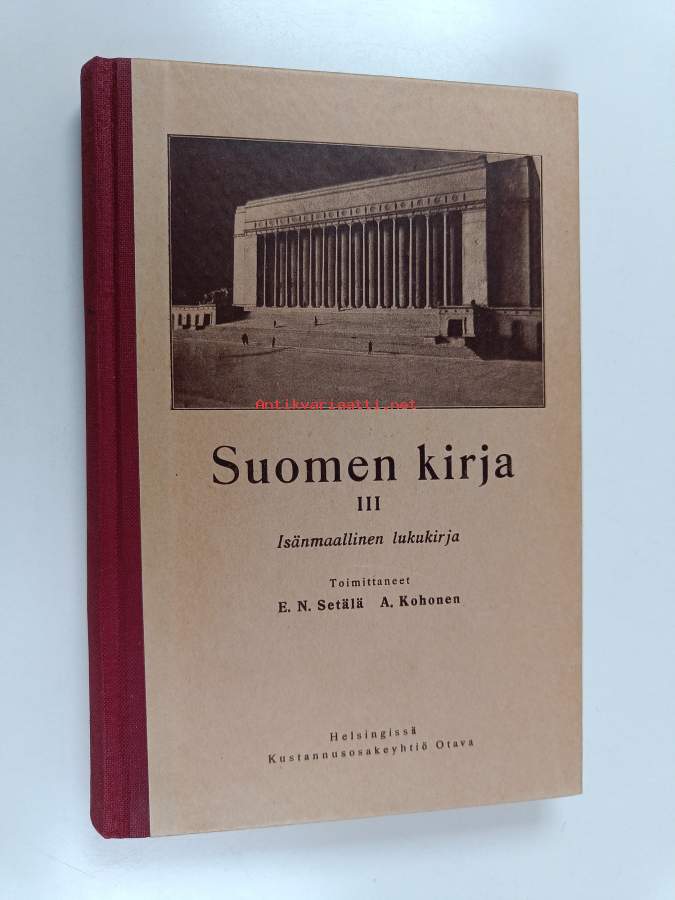 Antikvariaatti.net
Suomen kirja
III
Isänmaallinen lukukirja
Toimittaneet
E. N. Setälä A. Kohonen
Helsingissä
Kustannusosakeyhtiö Otava